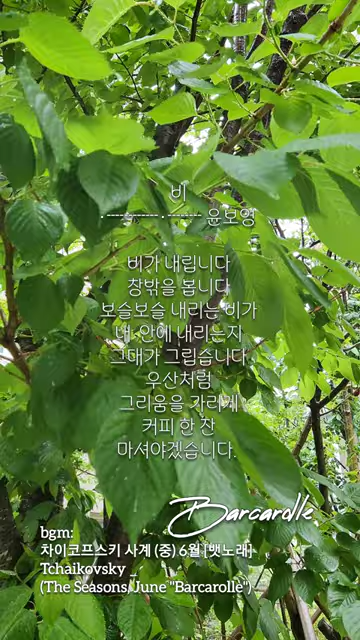 비
. ------------ . ------- 윤보영
비가 내립니다
창밖을 봅니다
보슬보슬 내리는 비가
내 안에 내리는지
그대가 그립습니다
우산처럼
그리움을 가리게
커피 한 잔
마셔야겠습니다.
Barcarolle
bgm:
차이코프스키 사계 (중) 6월 [뱃노래]
Tchaikovsky
(The Seasons, June "Barcarolle")